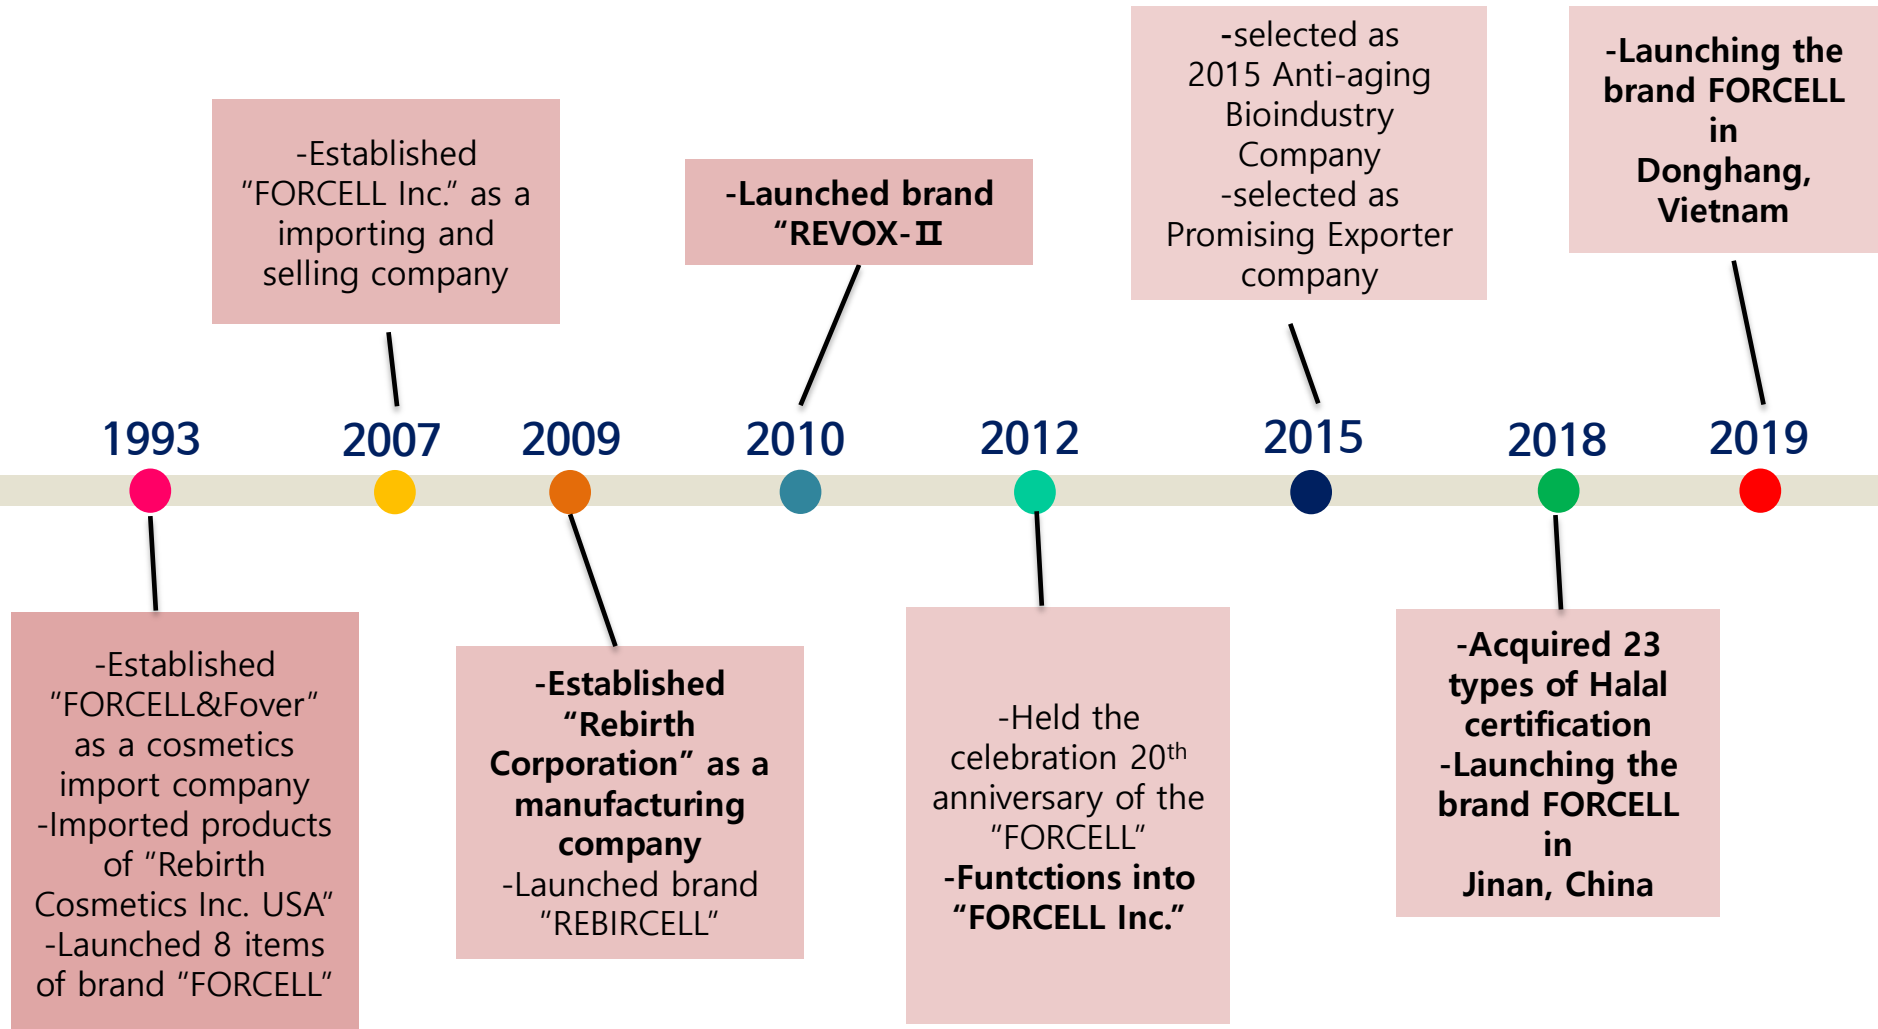 -Established
"FORCELL Inc." as a
importing and
selling company
-Launched brand
"REVOX-Ⅱ
-selected as
2015 Anti-aging
Bioindustry
Company
-selected as
Promising Exporter
company
-Launching the
brand FORCELL
in
Donghang,
Vietnam
1993
2007
2009
2010
2012
2015
2018
2019
-Established
"FORCELL&Fover"
as a cosmetics
import company
-Imported products
of "Rebirth
Cosmetics Inc. USA"
-Launched 8 items
of brand "FORCELL"
-Established
"Rebirth
Corporation" as a
manufacturing
company
-Launched brand
"REBIRCELL"
-Held the
celebration 20th
anniversary of the
"FORCELL"
-Funtctions into
"FORCELL Inc."
-Acquired 23
types of Halal
certification
-Launching the
brand FORCELL
in
Jinan, China